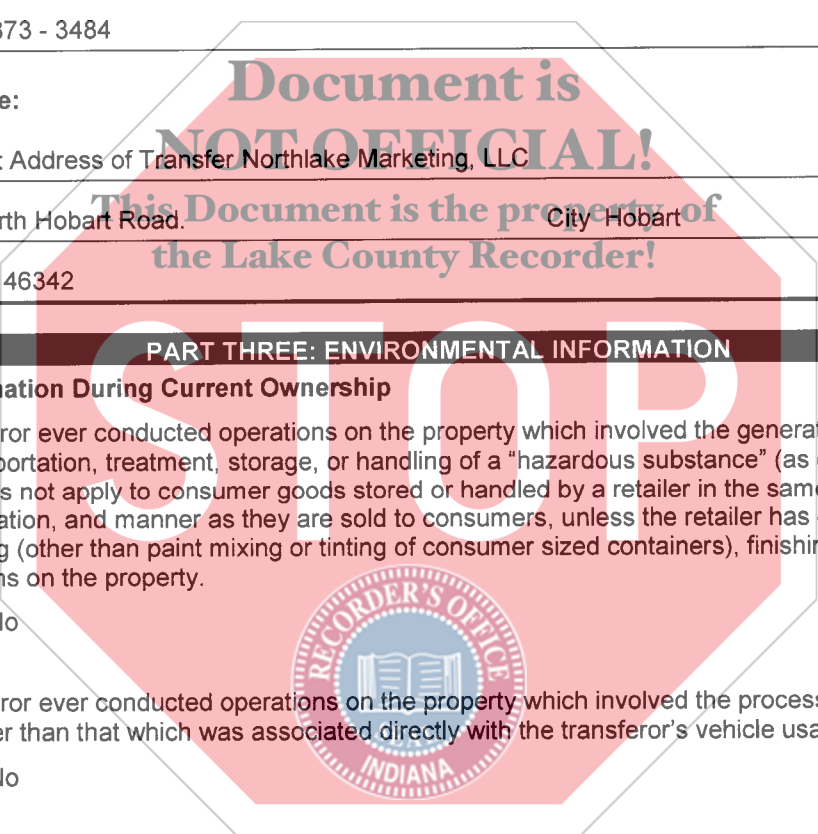 373 - 3484
Document is
e:
NOT OFFICIAL!
: Address of Transfer Northlake Marketing, LLC
This Document is the property of
rth Hobart Road. City Hobart
the Lake County Recorder!
46342
STOP
PART THREE: ENVIRONMENTAL INFORMATION
nation During Current Ownership
ror ever conducted operations on the property which involved the generat
portation, treatment, storage, or handling of a “hazardous substance” (as
s not apply to consumer goods stored or handled by a retailer in the same
ation, and manner as they are sold to consumers, unless the retailer has
g (other than paint mixing or tinting of consumer sized containers), finishin
ns on the property.
No
RECORDER'S OFFICE
ror ever conducted operations on the property which involved the process
er than that which was associated directly with the transferor's vehicle usa
INDIANA
No